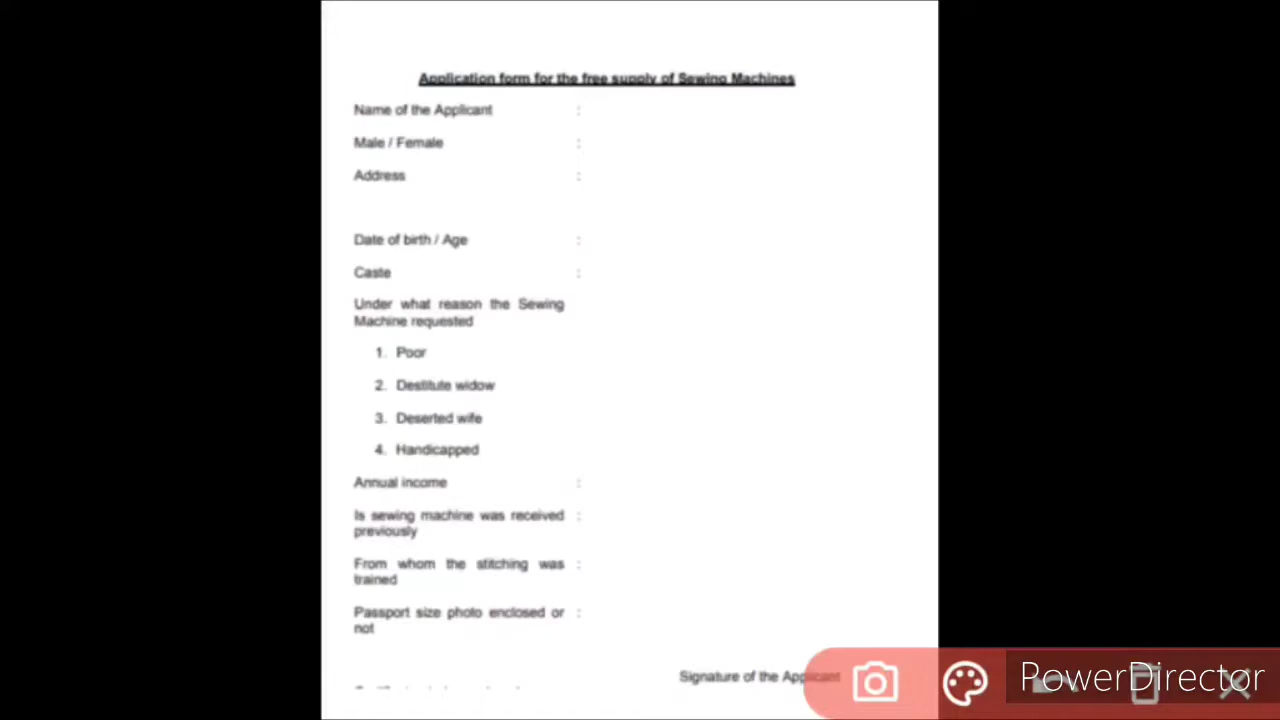 Application form for the free supply of Sewing Machines
Name of the Applicant :
Male / Female :
Address :
Date of birth / Age :
Caste :
Under what reason the Sewing
Machine requested
1. Poor
2. Destitute widow
3. Deserted wife
4. Handicapped
Annual income :
Is sewing machine was received :
previously
From whom the stitching was :
trained
Passport size photo enclosed or :
not
Signature of the Applicant
PowerDirector